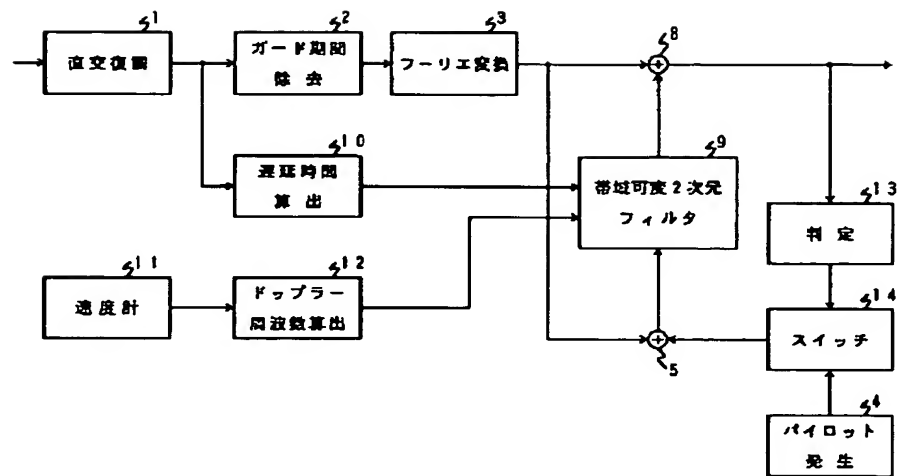 1
直交復調
2
ガード期間
除去
3
フーリエ変換
8
10
遅延時間
算出
9
帯域可度2次元
フィルタ
11
速度計
12
ドップラー
周波数算出
13
判定
14
スイッチ
5
4
パイロット
発生